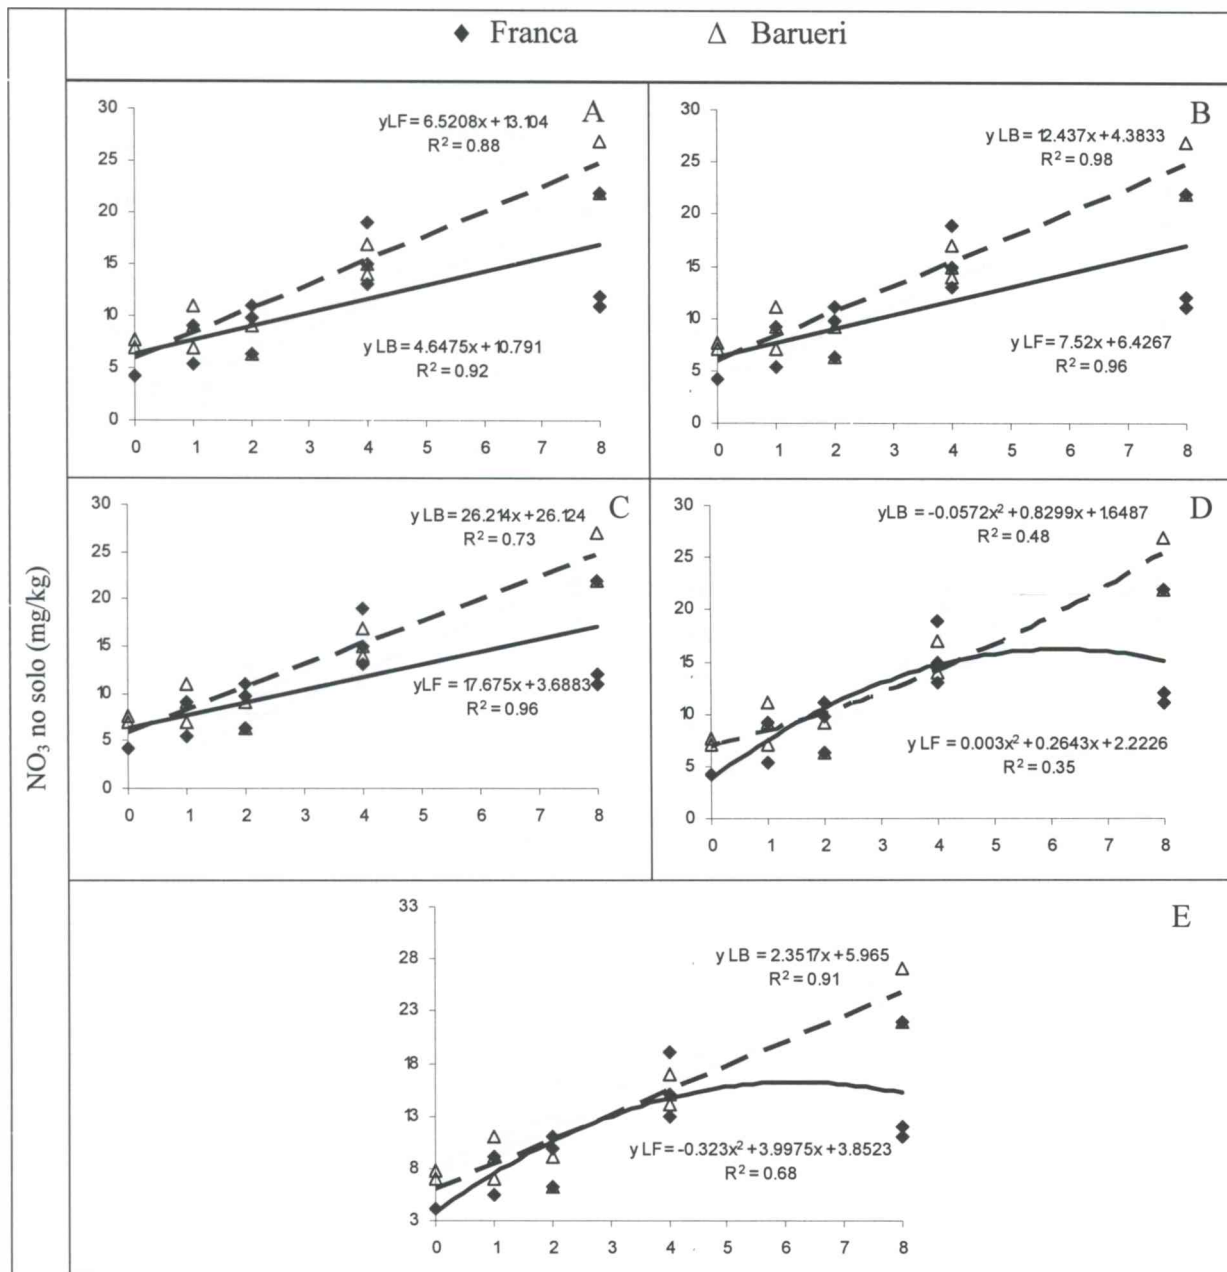 Franca Barueri
A
yLF = 6.5208x + 13.104
R² = 0.88
y LB = 4.6475x + 10.791
R² = 0.92
30
25
20
15
10
5
0
0 1 2 3 4 5 6 7 8
B
y LB = 12.437x + 4.3833
R² = 0.98
y LF = 7.52x + 6.4267
R² = 0.96
30
25
20
15
10
5
0
0 1 2 3 4 5 6 7 8
C
y LB = 26.214x + 26.124
R² = 0.73
yLF = 17.675x + 3.6883
R² = 0.96
30
25
20
15
10
5
0
0 1 2 3 4 5 6 7 8
D
yLB = -0.0572x² + 0.8299x + 1.6487
R² = 0.48
y LF = 0.003x² + 0.2643x + 2.2226
R² = 0.35
30
25
20
15
10
5
0
0 1 2 3 4 5 6 7 8
NO₃ no solo (mg/kg)
E
y LB = 2.3517x + 5.965
R² = 0.91
y LF = -0.323x² + 3.9975x + 3.8523
R² = 0.68
33
28
23
18
13
8
3
0 1 2 3 4 5 6 7 8